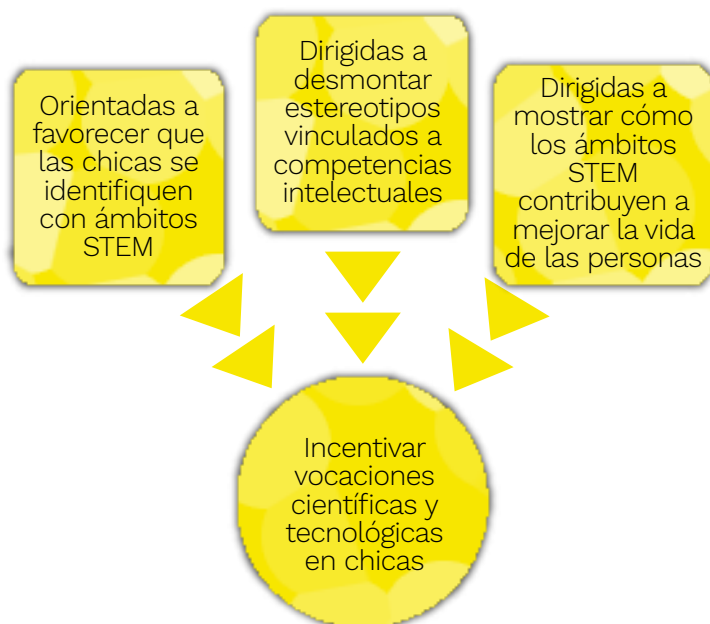 Orientadas a
favorecer que
las chicas se
identifiquen
con ámbitos
STEM
Dirigidas a
desmontar
estereotipos
vinculados a
competencias
intelectuales
Dirigidas a
mostrar cómo
los ámbitos
STEM
contribuyen a
mejorar la vida
de las personas
Incentivar
vocaciones
científicas y
tecnológicas
en chicas